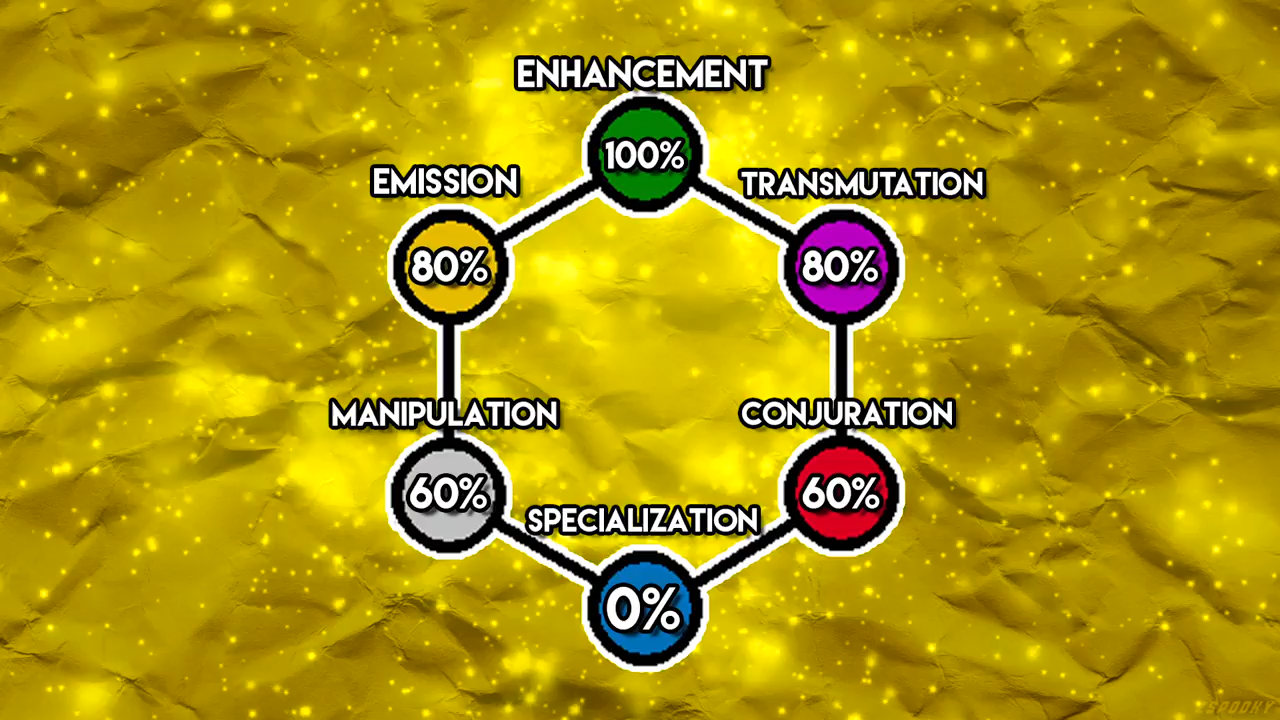 ENHANCEMENT
100%
EMISSION
TRANSMUTATION
80%
80%
MANIPULATION
CONJURATION
60%
60%
SPECIALIZATION
0%